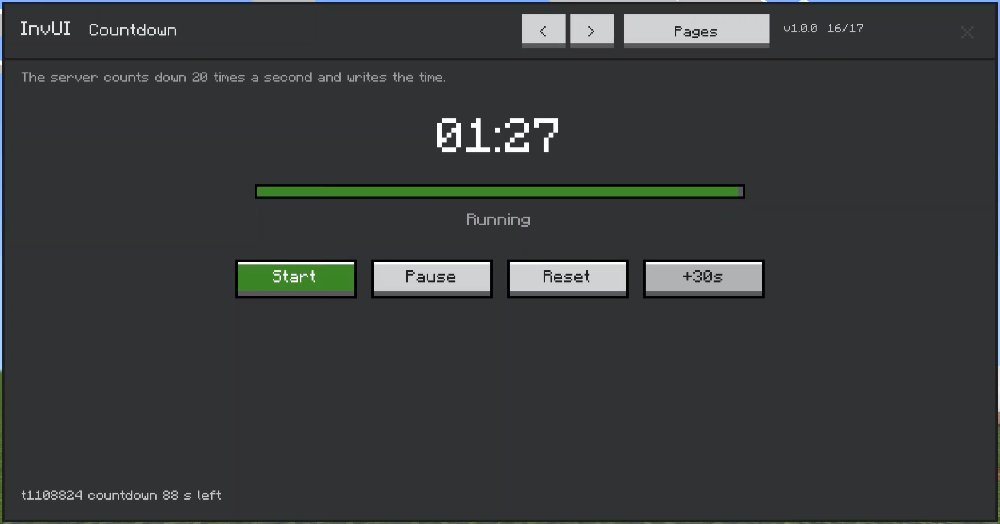 InvUI Countdown < > Pages v1.0.0 16/17 ×
The server counts down 20 times a second and writes the time.
01:27
Running
Start Pause Reset +30s
t1108824 countdown 88 s left